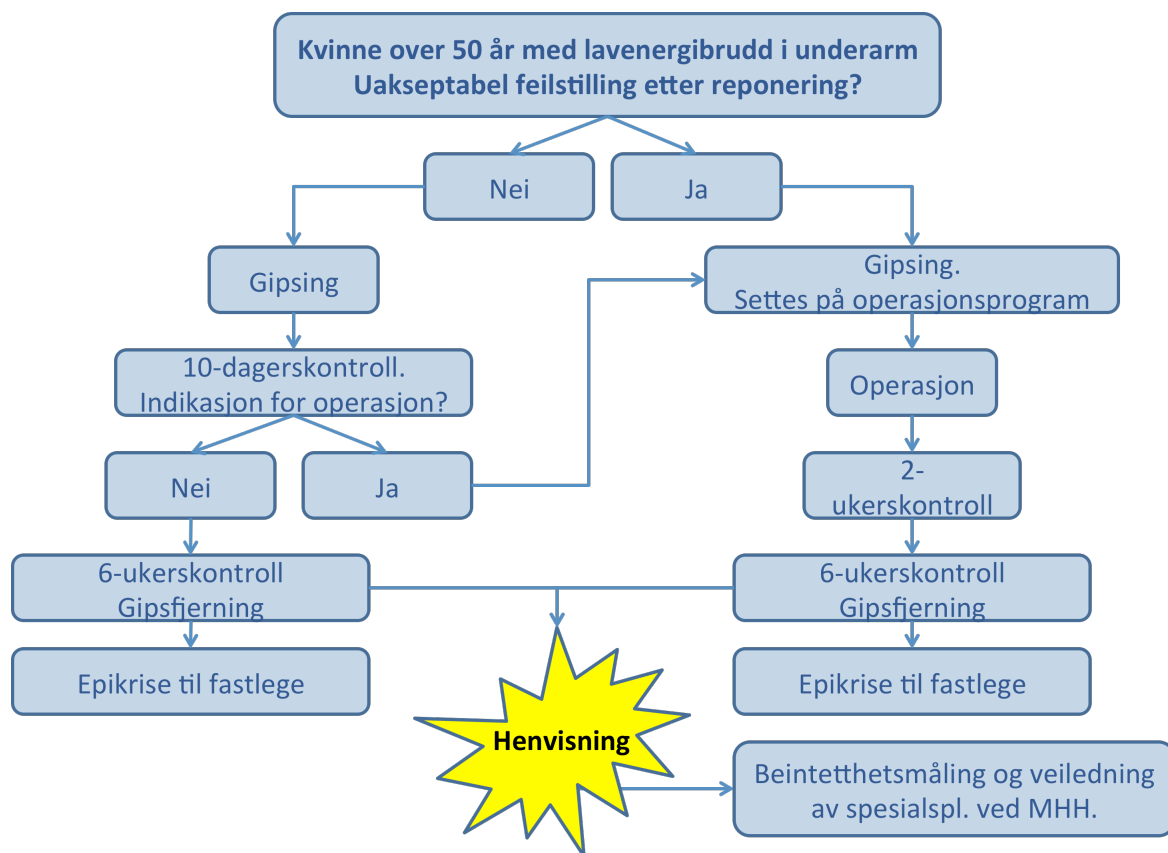 Kvinne over 50 år med lavenergibrudd i underarm
Uakseptabel feilstilling etter reponering?
Nei
Ja
Gipsing
Gipsing.
Settes på operasjonsprogram
10-dagerskontroll.
Indikasjon for operasjon?
Operasjon
Nei
Ja
2-
ukerskontroll
6-ukerskontroll
Gipsfjerning
6-ukerskontroll
Gipsfjerning
Epikrise til fastlege
Epikrise til fastlege
Henvisning
Beintetthetsmåling og veiledning
av spesialspl. ved MHH.